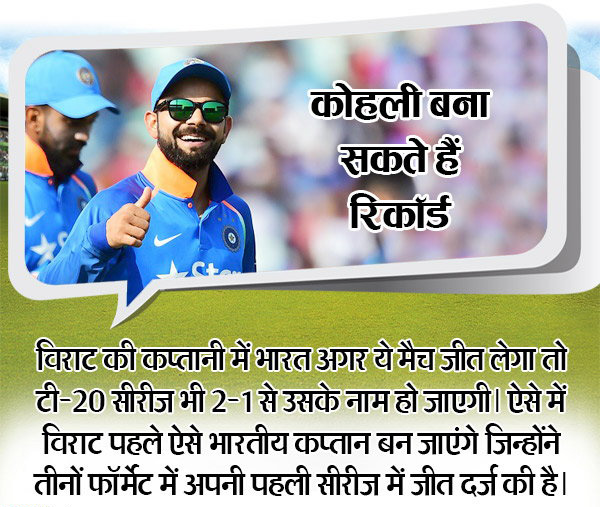 कोहली बना
सकते हैं
रिकॉर्ड
Star
विराट की कप्तानी में भारत अगर ये मैच जीत लेगा तो
टी-20 सीरीज भी 2-1 से उसके नाम हो जाएगी। ऐसे में
विराट पहले ऐसे भारतीय कप्तान बन जाएंगे जिन्होंने
तीनों फॉर्मेट में अपनी पहली सीरीज में जीत दर्ज की है।